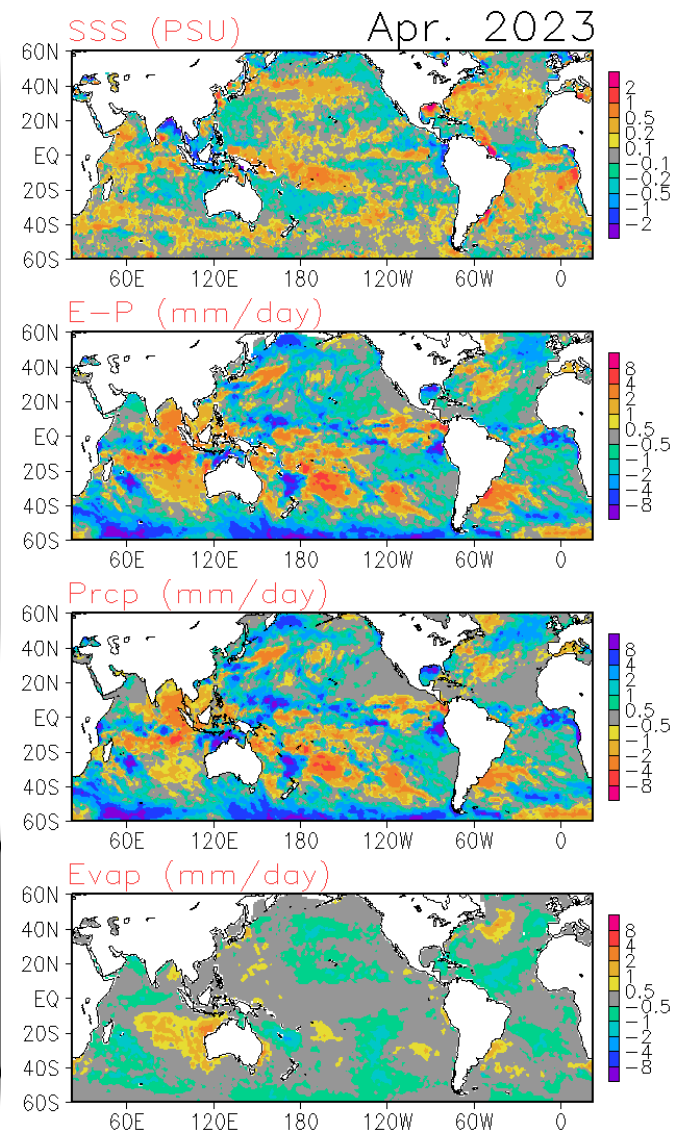 SSS (PSU)
Apr. 2023
60N
40N
20N
EQ
20S
40S
60S
60E 120E 180 120W 60W 0
2
1
0.5
0.2
0.1
-0.1
-0.2
-0.5
-1
-2
E-P (mm/day)
60N
40N
20N
EQ
20S
40S
60S
60E 120E 180 120W 60W 0
8
4
2
1
0.5
-0.5
-1
-2
-4
-8
Prcp (mm/day)
60N
40N
20N
EQ
20S
40S
60S
60E 120E 180 120W 60W 0
8
4
2
1
0.5
-0.5
-1
-2
-4
-8
Evap (mm/day)
60N
40N
20N
EQ
20S
40S
60S
60E 120E 180 120W 60W 0
8
4
2
1
0.5
-0.5
-1
-2
-4
-8